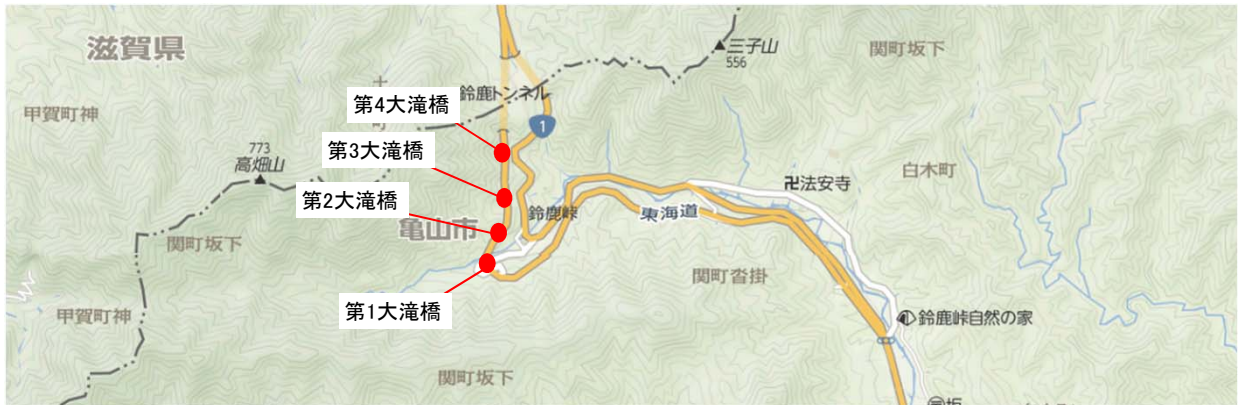 滋賀県
三子山
556
関町坂下
鈴鹿トンネル
第4大滝橋
甲賀町神
1
第3大滝橋
773
高畑山
白木町
卍法安寺
第2大滝橋
鈴鹿峠
東海道
亀山市
関町坂下
関町沓掛
第1大滝橋
甲賀町神
鈴鹿峠自然の家
関町坂下